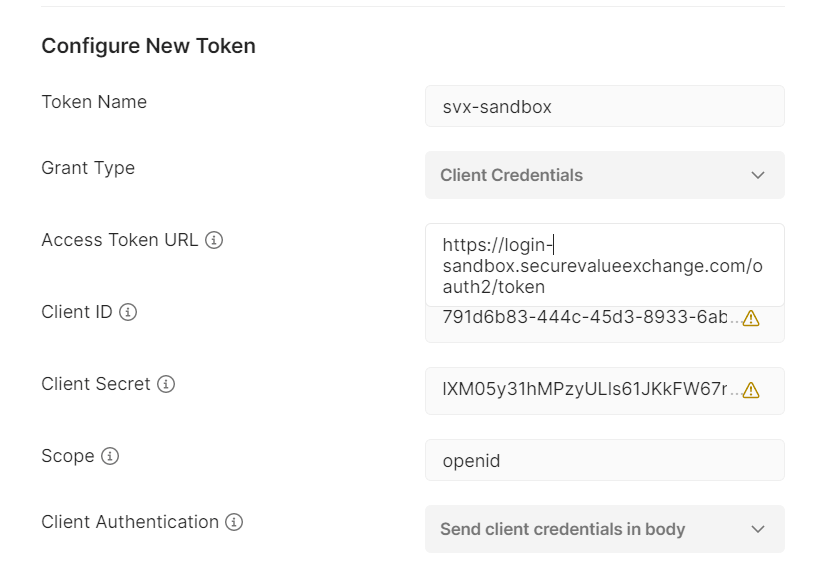 Configure New Token
Token Name
svx-sandbox
Grant Type
Client Credentials
Access Token URL
https://login-
sandbox.securevalueexchange.com/o
auth2/token
Client ID
791d6b83-444c-45d3-8933-6ab...
Client Secret
lXM05y31hMPzyULls61JKkFW67r...
Scope
openid
Client Authentication
Send client credentials in body